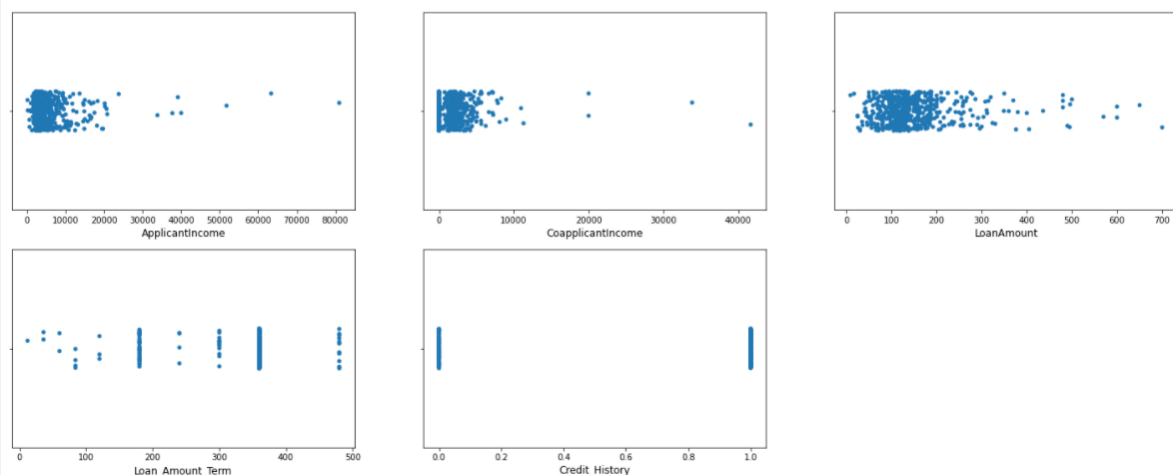 0 10000 20000 30000 40000 50000 60000 70000 80000
ApplicantIncome
0 10000 20000 30000 40000
CoapplicantIncome
0 100 200 300 400 500 600 700
LoanAmount
0 100 200 300 400 500
Loan_Amount_Term
0.0 0.2 0.4 0.6 0.8 1.0
Credit_History